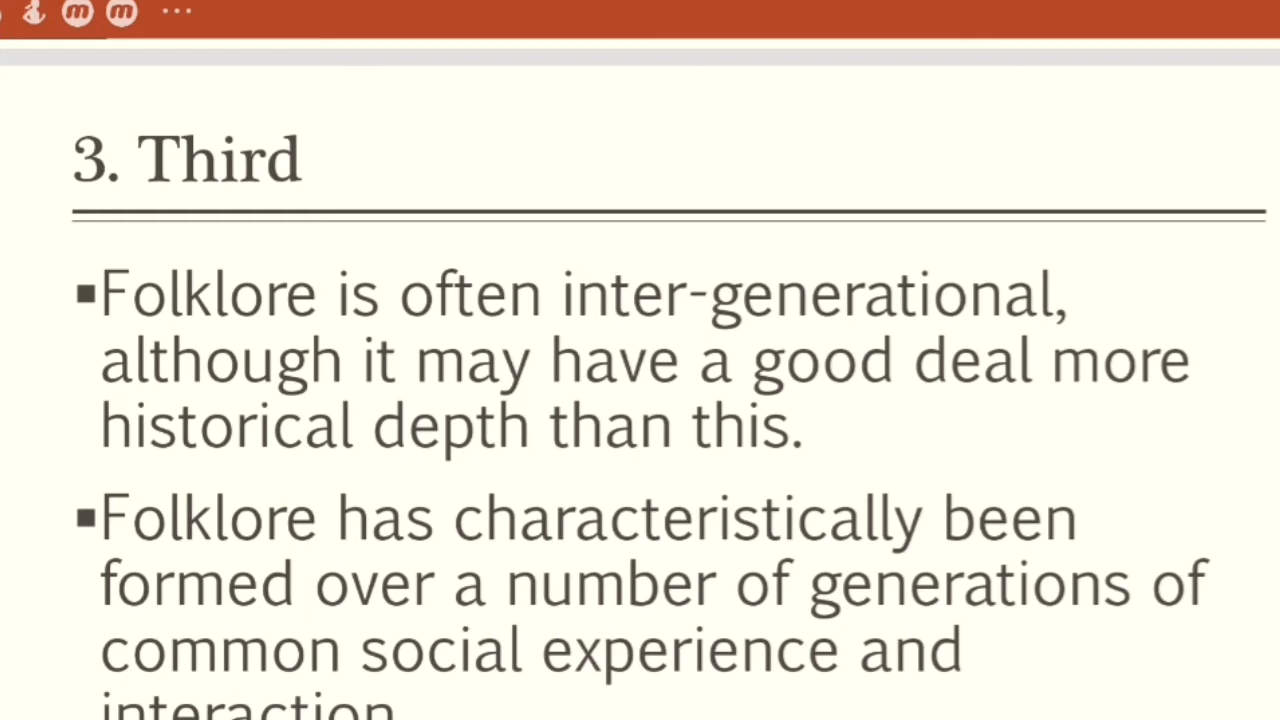 3. Third
▪Folklore is often inter-generational,
although it may have a good deal more
historical depth than this.
▪Folklore has characteristically been
formed over a number of generations of
common social experience and
interaction